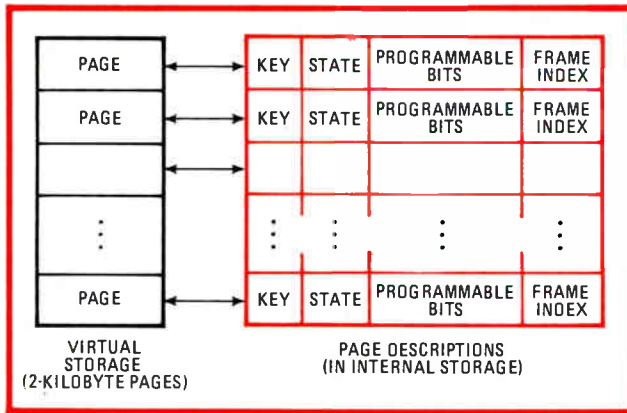 PAGE KEY STATE PROGRAMMABLE BITS FRAME INDEX
PAGE KEY STATE PROGRAMMABLE BITS FRAME INDEX
PAGE KEY STATE PROGRAMMABLE BITS FRAME INDEX
VIRTUAL
STORAGE
(2-KILOBYTE PAGES)
PAGE DESCRIPTIONS
(IN INTERNAL STORAGE)